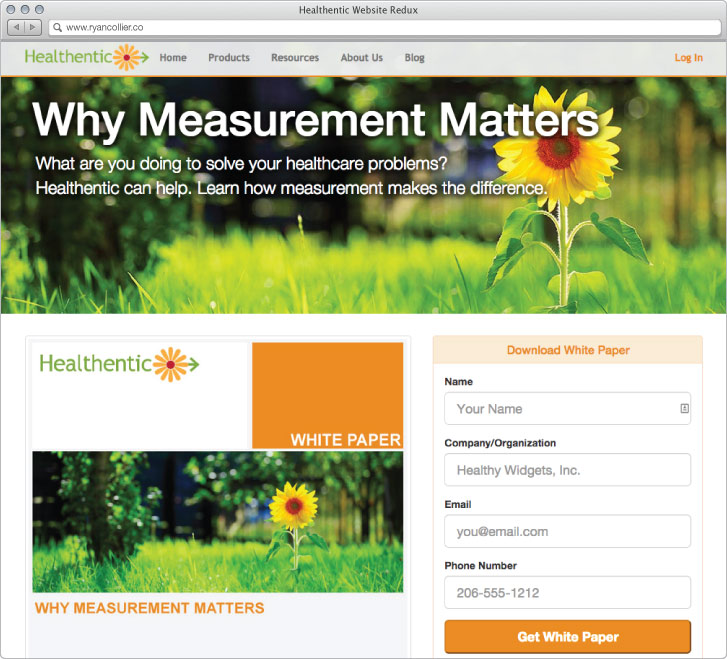 Healthentic Website Redux
www.ryancollier.co
Healthentic
Home Products Resources About Us Blog Log In
Why Measurement Matters
What are you doing to solve your healthcare problems?
Healthentic can help. Learn how measurement makes the difference.
Healthentic
WHITE PAPER
WHY MEASUREMENT MATTERS
Download White Paper
Name
Your Name
Company/Organization
Healthy Widgets, Inc.
Email
you@email.com
Phone Number
206-555-1212
Get White Paper